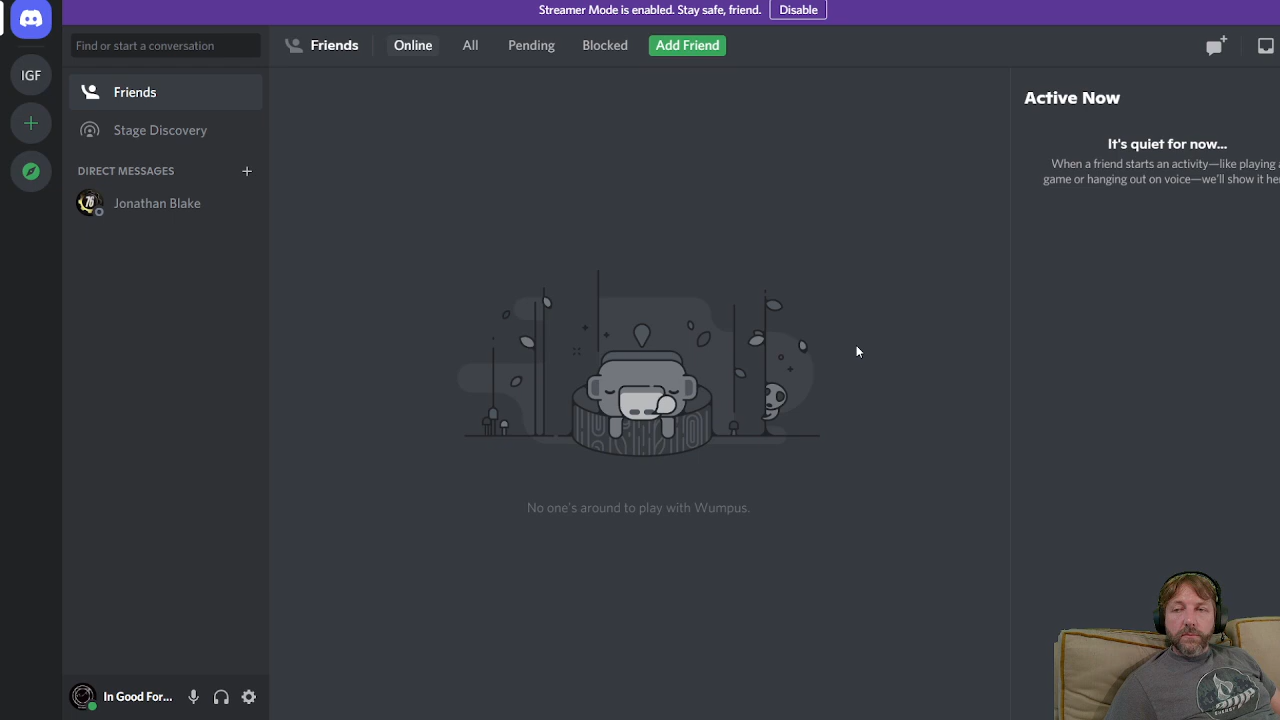 Streamer Mode is enabled. Stay safe, friend. Disable
Find or start a conversation
Friends Online All Pending Blocked Add Friend
IGF
Friends
Stage Discovery
DIRECT MESSAGES +
76 Jonathan Blake
Active Now
It's quiet for now...
When a friend starts an activity—like playing a
game or hanging out on voice—we'll show it her
No one's around to play with Wumpus.
In Good For...